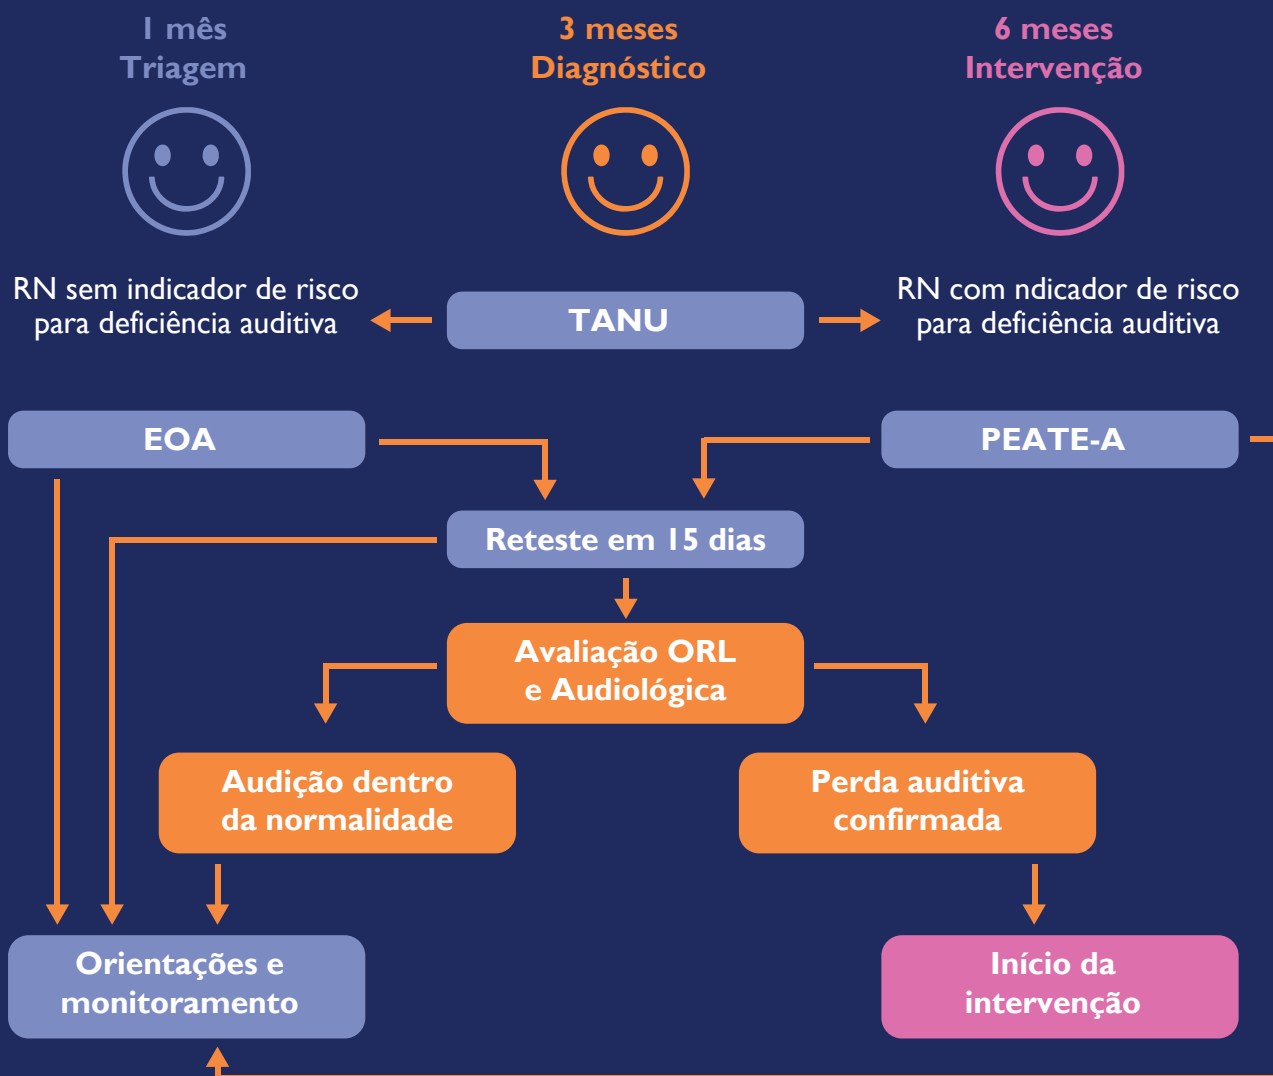 1 mês
Triagem
3 meses
Diagnóstico
6 meses
Intervenção
RN sem indicador de risco
para deficiência auditiva
TANU
RN com ndicador de risco
para deficiência auditiva
EOA
PEATE-A
Reteste em 15 dias
Avaliação ORL
e Audiológica
Audição dentro
da normalidade
Perda auditiva
confirmada
Orientações e
monitoramento
Início da
intervenção